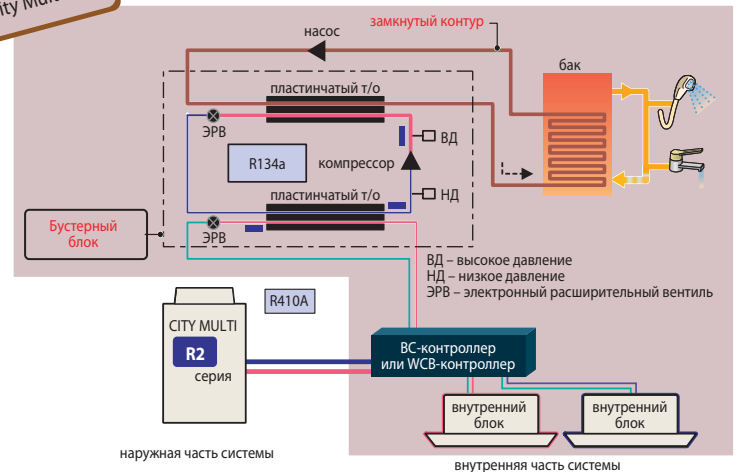 City Multi
насос
замкнутый контур
бак
пластинчатый т/о
ЭРВ
ВД
R134a
компрессор
пластинчатый т/о
НД
Бустерный
блок
ЭРВ
ВД – высокое давление
НД – низкое давление
ЭРВ – электронный расширительный вентиль
R410A
CITY MULTI
R2
серия
BC-контроллер
или WCB-контроллер
внутренний
блок
внутренний
блок
наружная часть системы
внутренняя часть системы